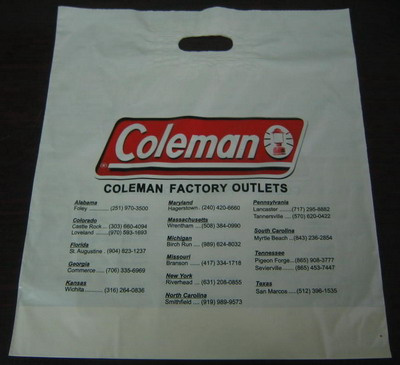 Coleman
COLEMAN FACTORY OUTLETS
Alabama
Foley ........... (251) 970-3500
Colorado
Castle Rock.... (303) 660-4094
Loveland ...... (970) 593-1693
Florida
St. Augustine . (904) 823-1237
Georgia
Commerce ..... (706) 335-6969
Kansas
Wichita .......... (316) 264-0836
Maryland
Hagerstown.. (240) 420-6660
Massachusetts
Wrentham .... (508) 384-0990
Michigan
Birch Run ..... (989) 624-8032
Missouri
Branson ...... (417) 334-1718
New York
Riverhead .... (631) 208-0855
North Carolina
Smithfield .... (919) 989-9573
Pennsylvania
Lancaster ......(717) 295-8882
Tannersville ... (570) 620-0422
South Carolina
Myrtle Beach ..(843) 236-2854
Tennessee
Pigeon Forge...(865) 908-3777
Sevierville.......(865) 453-7447
Texas
San Marcos......(512) 396-1535